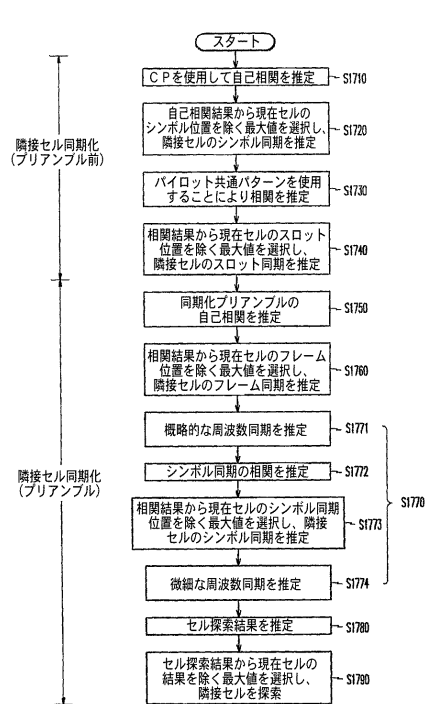 スタート
CPを使用して自己相関を推定
S1710
自己相関結果から現在セルの
シンボル位置を除く最大値を選択し、
隣接セルのシンボル同期を推定
S1720
隣接セル同期化
(プリアンブル前)
パイロット共通パターンを使用
することにより相関を推定
S1730
相関結果から現在セルのスロット
位置を除く最大値を選択し、
隣接セルのスロット同期を推定
S1740
同期化プリアンブルの
自己相関を推定
S1750
相関結果から現在セルのフレーム
位置を除く最大値を選択し、
隣接セルのフレーム同期を推定
S1760
概略的な周波数同期を推定
S1771
隣接セル同期化
(プリアンブル)
シンボル同期の相関を推定
S1772
相関結果から現在セルのシンボル同期
位置を除く最大値を選択し、隣接
セルのシンボル同期を推定
S1773
S1770
微細な周波数同期を推定
S1774
セル探索結果を推定
S1780
セル探索結果から現在セルの
結果を除く最大値を選択し、
隣接セルを探索
S1790